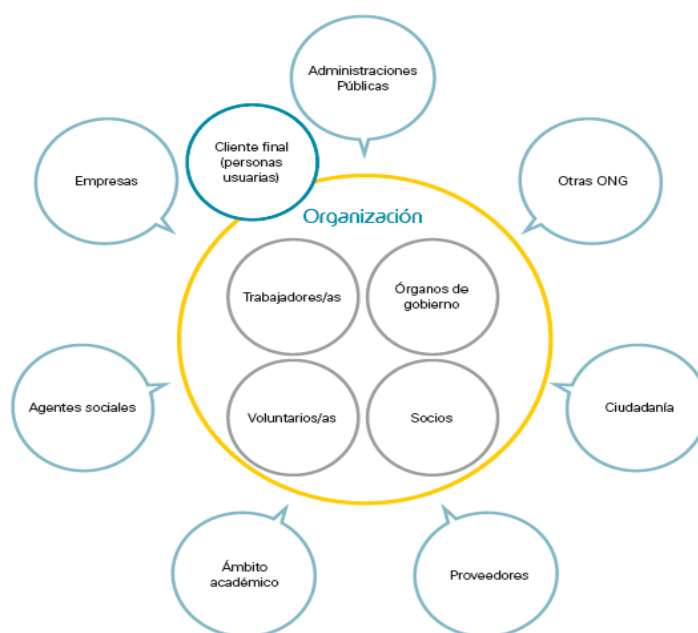 Administraciones
Públicas
Cliente final
(personas
usuarias)
Empresas
Otras ONG
Organización
Trabajadores/as
Órganos de
gobierno
Agentes sociales
Voluntarios/as
Socios
Ciudadanía
Ámbito
académico
Proveedores